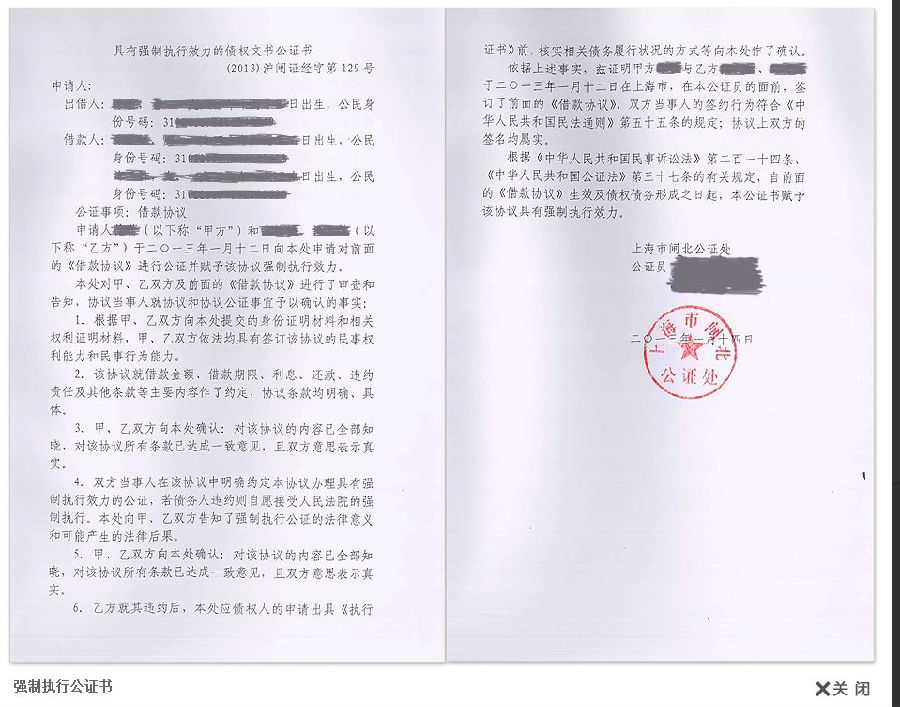 具有强制执行效力的债权文书公证书
(2013)沪闸证经字第125号
申请人:
出借人: 日出生,公民身
份号码: 31
借款人: 日出生,公民
身份号码: 31
日出生,公民
身份号码: 31
公证事项: 借款协议
申请人 (以下称“甲方”)和 、 (以
下称“乙方”)于二〇一三年一月十二日向本处申请对前面
的《借款协议》进行公证并赋予该协议强制执行效力。
本处对甲、乙双方及前面的《借款协议》进行了审查和
告知,协议当事人就协议和协议公证事宜予以确认的事实:
1. 根据甲、乙双方向本处提交的身份证明材料和相关
权利证明材料,甲、乙双方依法均具有签订该协议的民事权
利能力和民事行为能力。
2. 该协议就借款金额、借款期限、利息、还款、违约
责任及其他条款等主要内容作了约定,协议条款均明确、具
体。
3. 甲、乙双方向本处确认:对该协议的内容已全部知
晓,对该协议所有条款已达成一致意见,且双方意思表示真
实。
4. 双方当事人在该协议中明确约定本协议办理具有强
制执行效力的公证,若债务人违约则自愿接受人民法院的强
制执行。本处向甲、乙双方告知了强制执行公证的法律意义
和可能产生的法律后果。
5. 甲、乙双方向本处确认:对该协议的内容已全部知
晓,对该协议所有条款已达成一致意见,且双方意思表示真
实。
6. 乙方就其违约后,本处应债权人的申请出具《执行
证书》前,核实相关债务履行状况的方式等向本处作了确认。
依据上述事实,兹证明甲方 与乙方 、
于二〇一三年一月十二日在上海市,在本公证员的面前,签
订了前面的《借款协议》,双方当事人的签约行为符合《中
华人民共和国民法通则》第五十五条的规定;协议上双方的
签名均属实。
根据《中华人民共和国民事诉讼法》第二百一十四条、
《中华人民共和国公证法》第三十七条的有关规定,自前面
的《借款协议》生效及债权债务形成之日起,本公证书赋予
该协议具有强制执行效力。
上海市闸北公证处
公证员
二〇一三年一月十四日
上海市闸北
公证处
强制执行公证书
关 闭